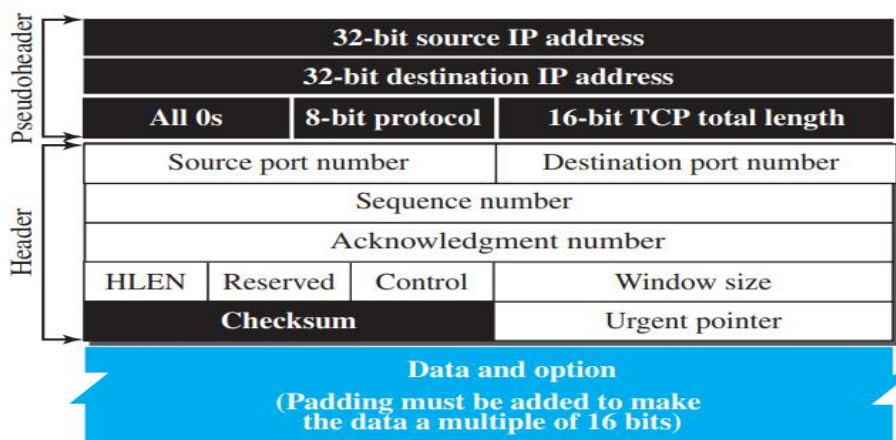 Pseudoheader
32-bit source IP address
32-bit destination IP address
All 0s 8-bit protocol 16-bit TCP total length
Header
Source port number Destination port number
Sequence number
Acknowledgment number
HLEN Reserved Control Window size
Checksum Urgent pointer
Data and option
(Padding must be added to make
the data a multiple of 16 bits)